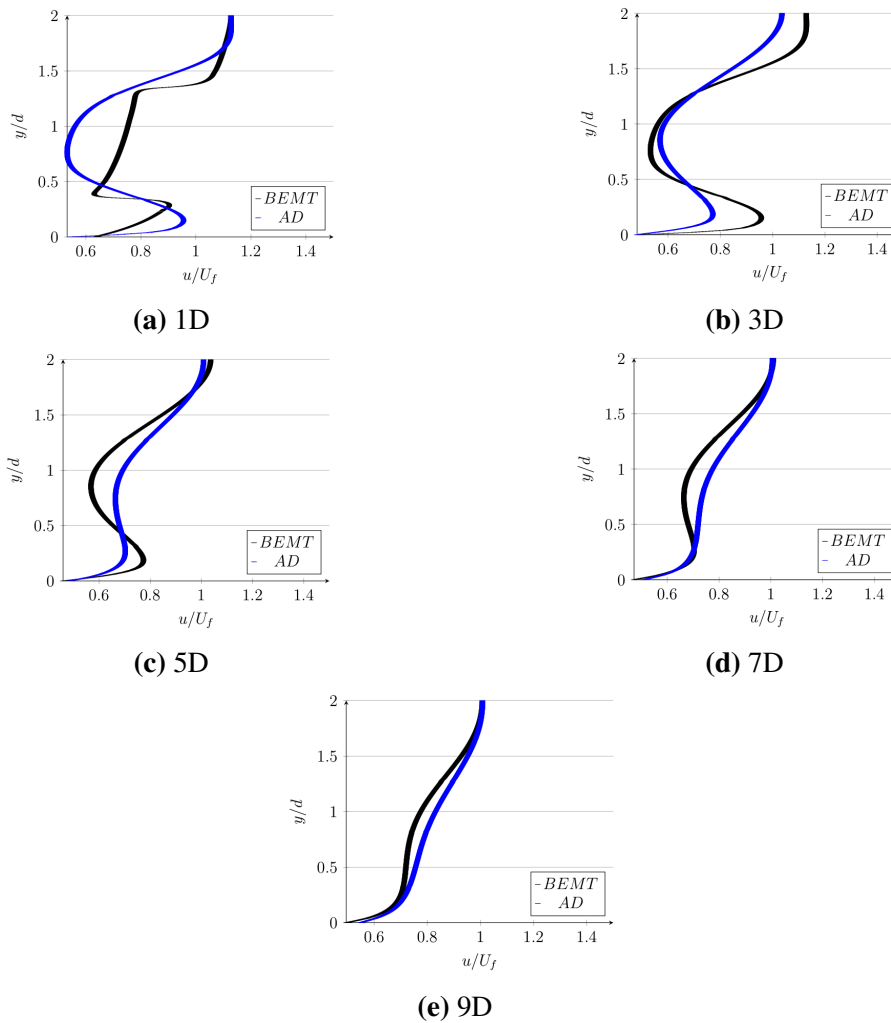 2
1.5
1
0.5
0
y/d
0.6 0.8 1 1.2 1.4
u/U_f
BEMT
AD
(a) 1D
2
1.5
1
0.5
0
y/d
0.6 0.8 1 1.2 1.4
u/U_f
BEMT
AD
(b) 3D
2
1.5
1
0.5
0
y/d
0.6 0.8 1 1.2 1.4
u/U_f
BEMT
AD
(c) 5D
2
1.5
1
0.5
0
y/d
0.6 0.8 1 1.2 1.4
u/U_f
BEMT
AD
(d) 7D
2
1.5
1
0.5
0
y/d
0.6 0.8 1 1.2 1.4
u/U_f
BEMT
AD
(e) 9D